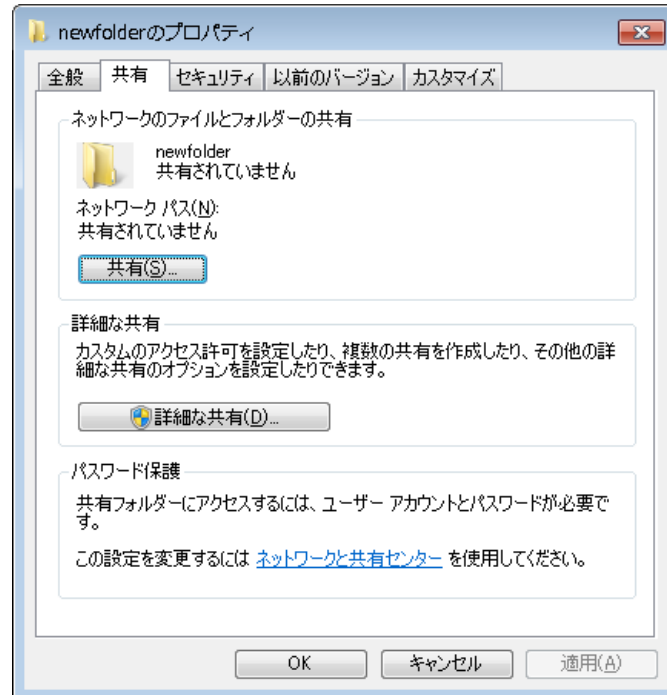 newfolderのプロパティ
全般 共有 セキュリティ 以前のバージョン カスタマイズ
ネットワークのファイルとフォルダーの共有
newfolder
共有されていません
ネットワーク パス(N):
共有されていません
共有(S)...
詳細な共有
カスタムのアクセス許可を設定したり、複数の共有を作成したり、その他の詳
細な共有のオプションを設定したりできます。
詳細な共有(D)...
パスワード保護
共有フォルダーにアクセスするには、ユーザー アカウントとパスワードが必要で
す。
この設定を変更するには ネットワークと共有センター を使用してください。
OK キャンセル 適用(A)